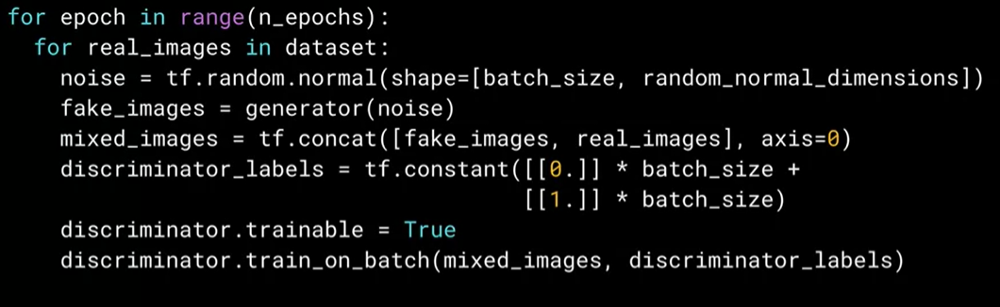 for epoch in range(n_epochs):
  for real_images in dataset:
    noise = tf.random.normal(shape=[batch_size, random_normal_dimensions])
    fake_images = generator(noise)
    mixed_images = tf.concat([fake_images, real_images], axis=0)
    discriminator_labels = tf.constant([[0.]] * batch_size +
                                       [[1.]] * batch_size)
    discriminator.trainable = True
    discriminator.train_on_batch(mixed_images, discriminator_labels)